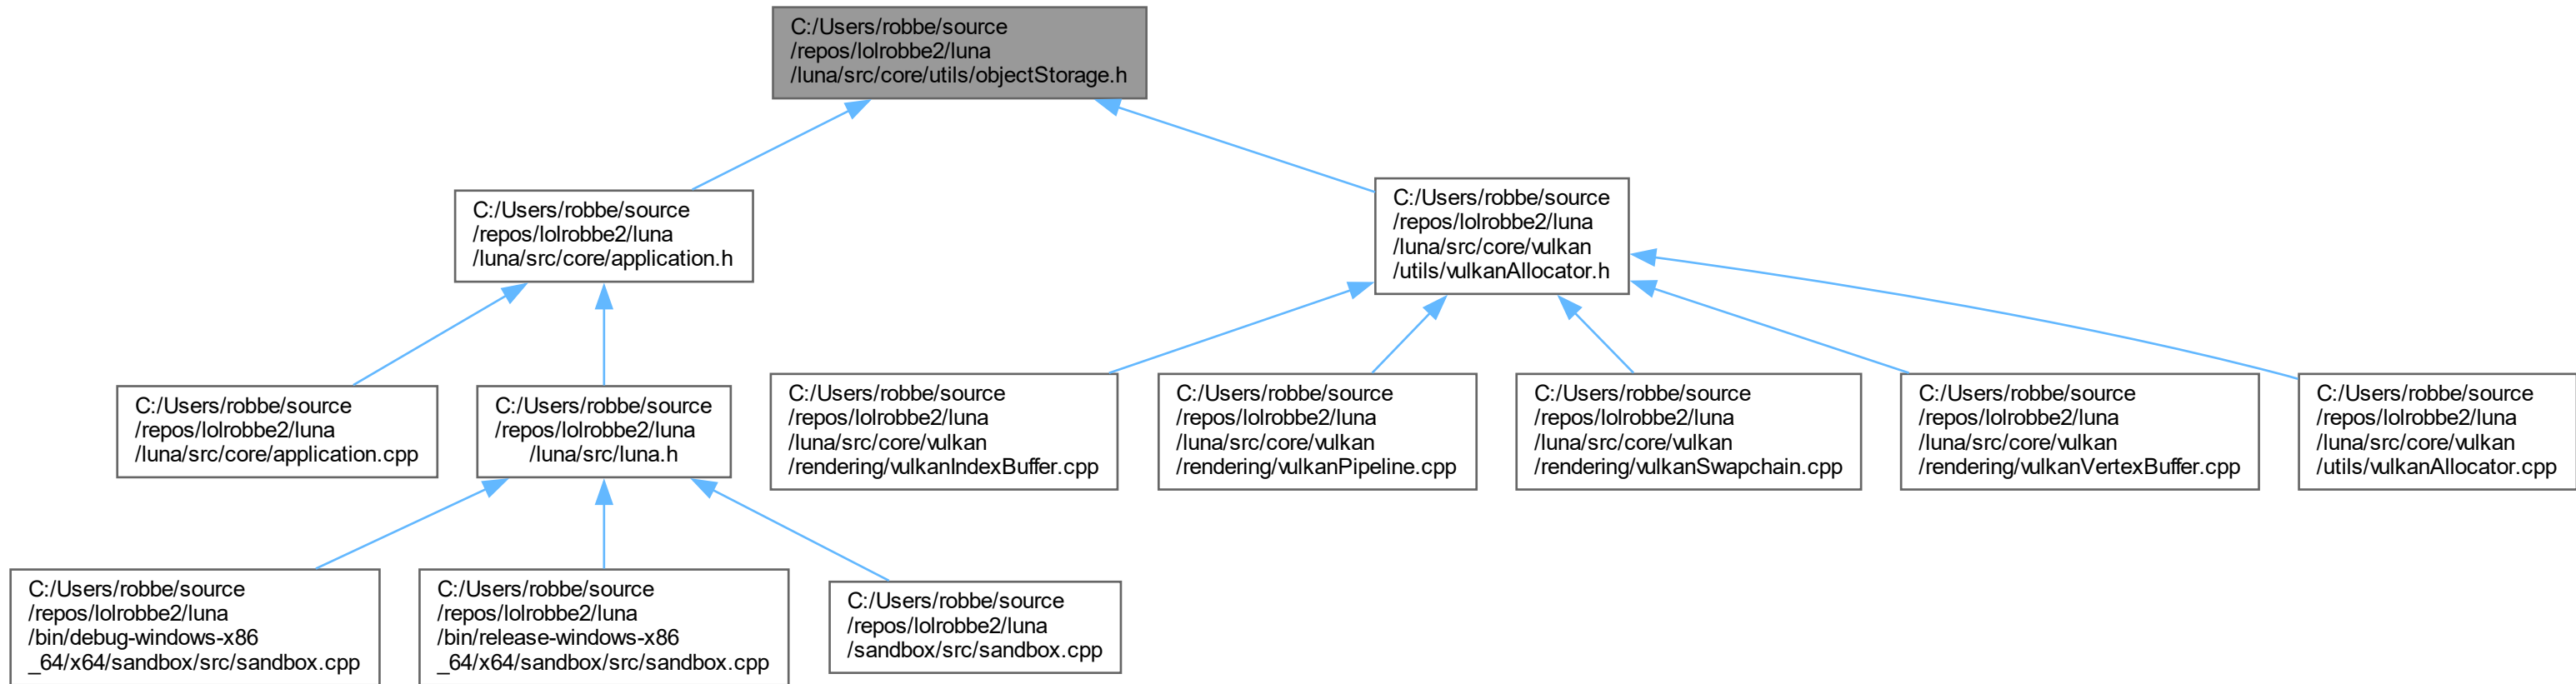 C:/Users/robbe/source
/repos/lolrobbe2/luna
/luna/src/core/utils/objectStorage.h
C:/Users/robbe/source
/repos/lolrobbe2/luna
/luna/src/core/application.h
C:/Users/robbe/source
/repos/lolrobbe2/luna
/luna/src/core/vulkan
/utils/vulkanAllocator.h
C:/Users/robbe/source
/repos/lolrobbe2/luna
/luna/src/core/application.cpp
C:/Users/robbe/source
/repos/lolrobbe2/luna
/luna/src/luna.h
C:/Users/robbe/source
/repos/lolrobbe2/luna
/luna/src/core/vulkan
/rendering/vulkanIndexBuffer.cpp
C:/Users/robbe/source
/repos/lolrobbe2/luna
/luna/src/core/vulkan
/rendering/vulkanPipeline.cpp
C:/Users/robbe/source
/repos/lolrobbe2/luna
/luna/src/core/vulkan
/rendering/vulkanSwapchain.cpp
C:/Users/robbe/source
/repos/lolrobbe2/luna
/luna/src/core/vulkan
/rendering/vulkanVertexBuffer.cpp
C:/Users/robbe/source
/repos/lolrobbe2/luna
/luna/src/core/vulkan
/utils/vulkanAllocator.cpp
C:/Users/robbe/source
/repos/lolrobbe2/luna
/bin/debug-windows-x86
_64/x64/sandbox/src/sandbox.cpp
C:/Users/robbe/source
/repos/lolrobbe2/luna
/bin/release-windows-x86
_64/x64/sandbox/src/sandbox.cpp
C:/Users/robbe/source
/repos/lolrobbe2/luna
/sandbox/src/sandbox.cpp